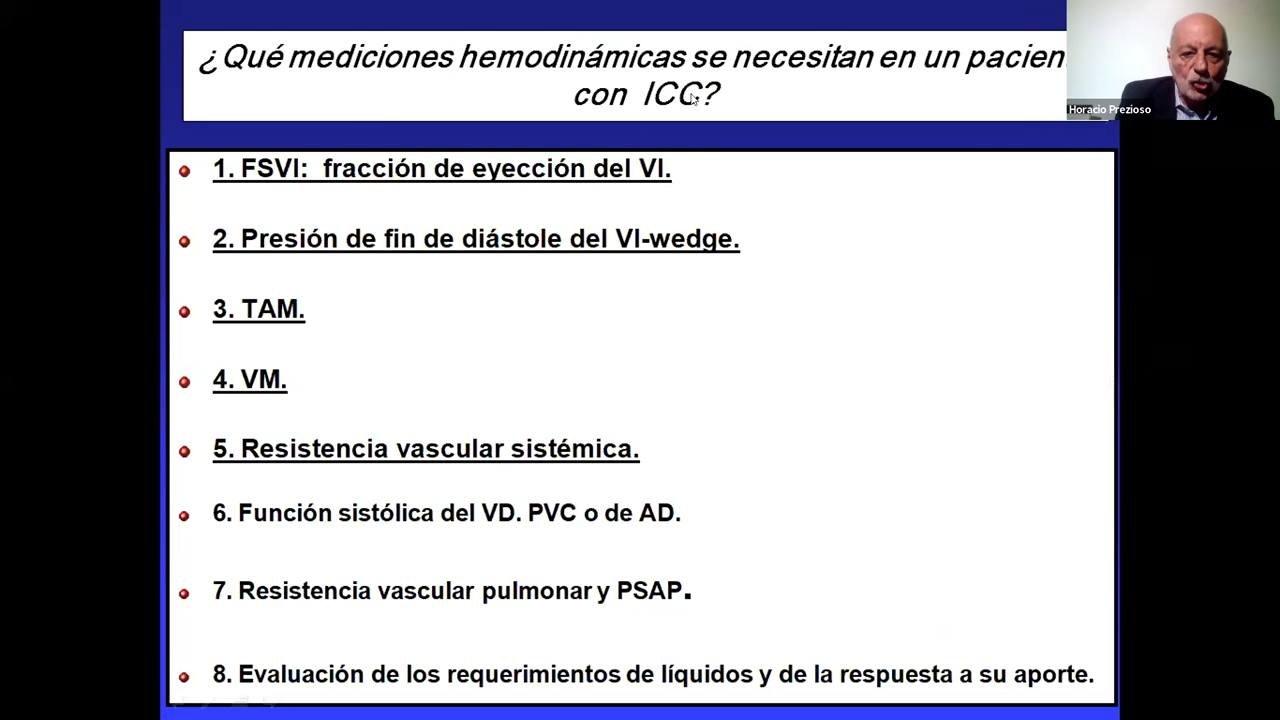 ¿Qué mediciones hemodinámicas se necesitan en un pacien
con ICC?
Horacio Prezioso
1. FSVI: fracción de eyección del VI.
2. Presión de fin de diástole del VI-wedge.
3. TAM.
4. VM.
5. Resistencia vascular sistémica.
6. Función sistólica del VD. PVC o de AD.
7. Resistencia vascular pulmonar y PSAP.
8. Evaluación de los requerimientos de líquidos y de la respuesta a su aporte.